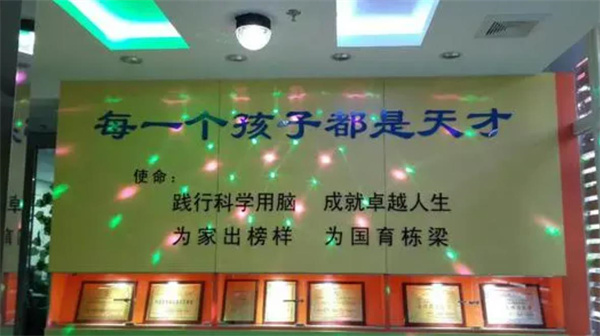 每一个孩子都是天才
使命：
践行科学用脑 成就卓越人生
为家出榜样 为国育栋梁